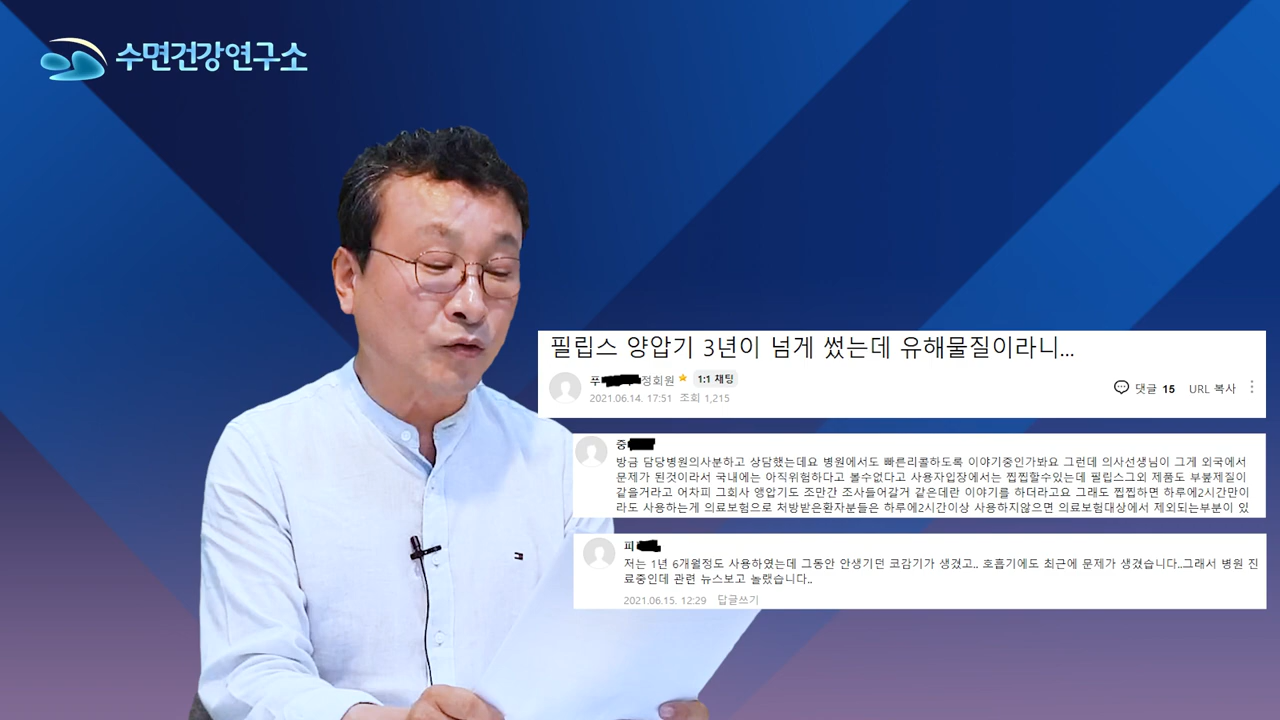 수면건강연구소
필립스 양압기 3년이 넘게 썼는데 유해물질이라니...
푸 정회원 1:1 채팅
2021.06.14. 17:51 조회 1,215
댓글 15 URL 복사
중
방금 담당병원의사분하고 상담했는데요 병원에서도 빠른리콜하도록 이야기중인가봐요 그런데 의사선생님이 그게 외국에서
문제가 된것이라서 국내에는 아직위험하다고 볼수없다고 사용자입장에서는 찝찝할수있는데 필립스그외 제품도 부붚제질이
같을거라고 어차피 그회사 영압기도 조만간 조사들어갈거 같은데란 이야기를 하더라고요 그래도 찝찝하면 하루에2시간만이
라도 사용하는게 의료보험으로 처방받은환자분들은 하루에2시간이상 사용하지않으면 의료보험대상에서 제외되는부분이 있
피
저는 1년 6개월정도 사용하였는데 그동안 안생기던 코감기가 생겼고.. 호흡기에도 최근에 문제가 생겼습니다..그래서 병원 진
료중인데 관련 뉴스보고 놀랬습니다..
2021.06.15. 12:29 답글쓰기